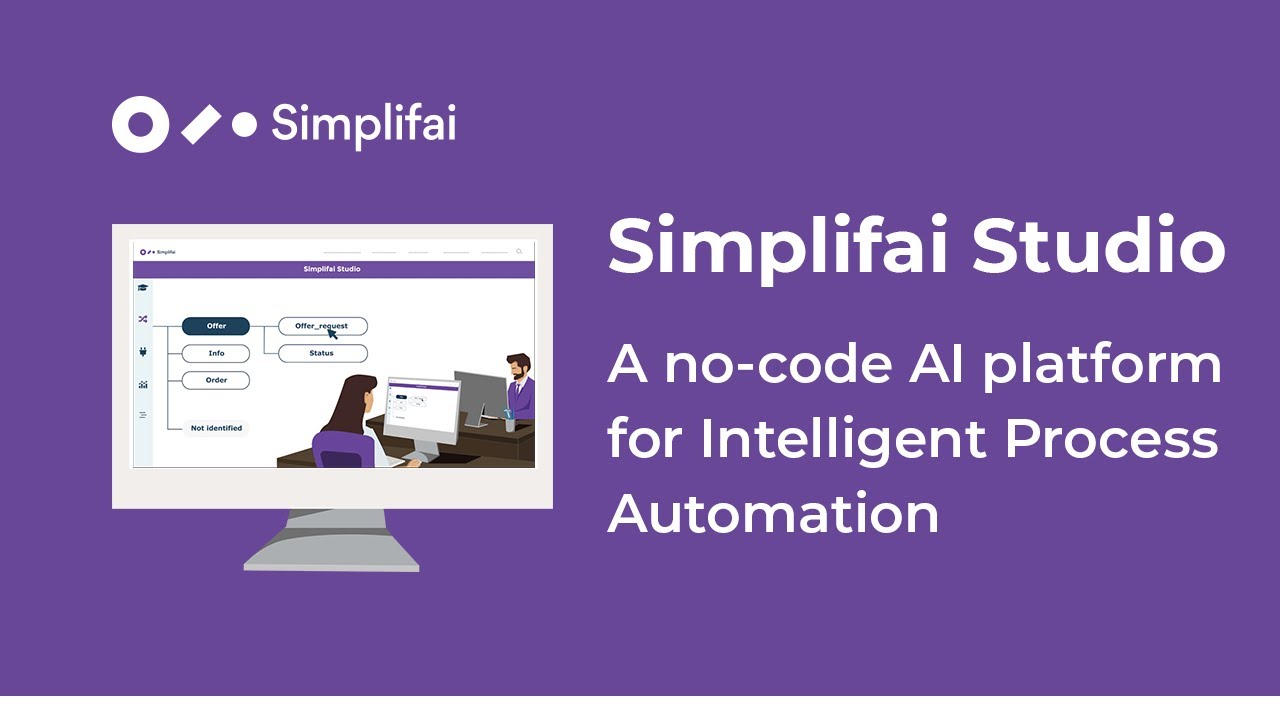 Simplifai
Simplifai Studio
A no-code AI platform
for Intelligent Process
Automation
Simplifai
Simplifai Studio
Offer
Offer_request
Info
Status
Order
Not identified